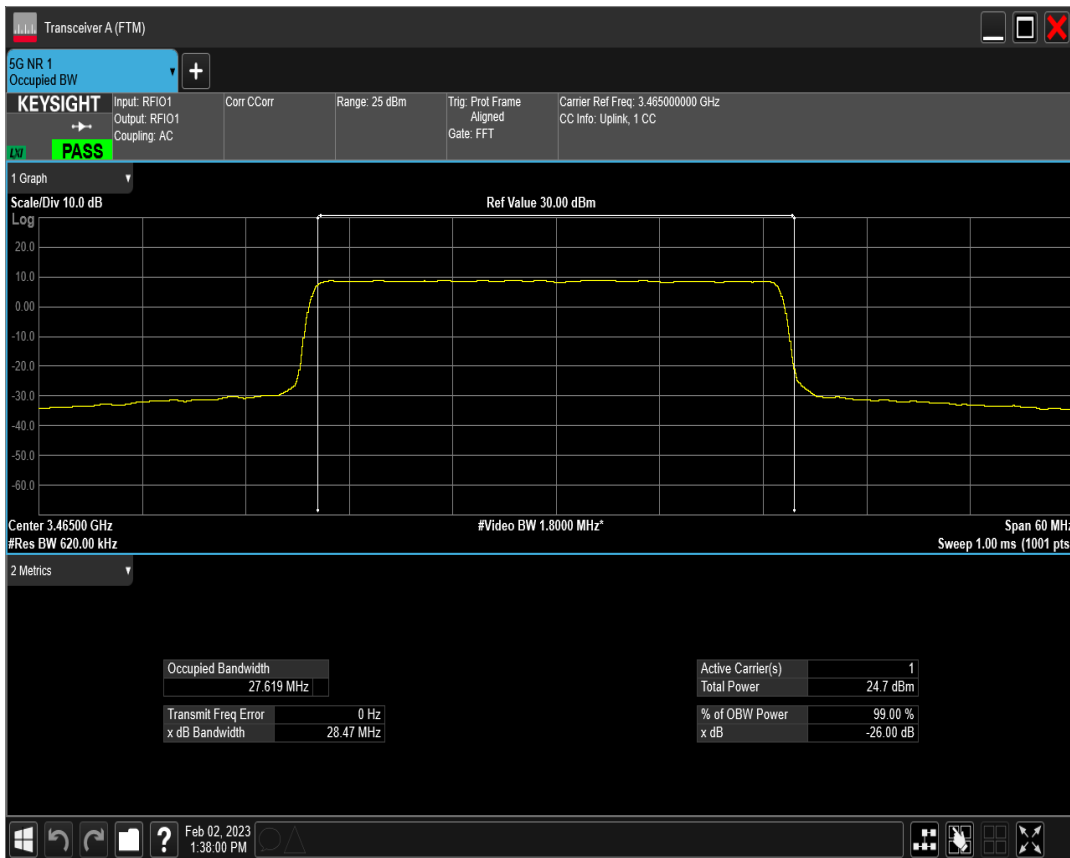 Transceiver A (FTM)
5G NR 1
Occupied BW
+
KEYSIGHT
LXI
PASS
Input: RFIO1
Output: RFIO1
Coupling: AC
Corr CCorr
Range: 25 dBm
Trig: Prot Frame
Aligned
Gate: FFT
Carrier Ref Freq: 3.465000000 GHz
CC Info: Uplink, 1 CC
1 Graph
Scale/Div 10.0 dB
Ref Value 30.00 dBm
Log
20.0
10.0
0.00
-10.0
-20.0
-30.0
-40.0
-50.0
-60.0
Center 3.46500 GHz
#Video BW 1.8000 MHz*
Span 60 MHz
#Res BW 620.00 kHz
Sweep 1.00 ms (1001 pts
2 Metrics
Occupied Bandwidth
27.619 MHz
Transmit Freq Error 0 Hz
x dB Bandwidth 28.47 MHz
Active Carrier(s) 1
Total Power 24.7 dBm
% of OBW Power 99.00 %
x dB -26.00 dB
?
Feb 02, 2023
1:38:00 PM